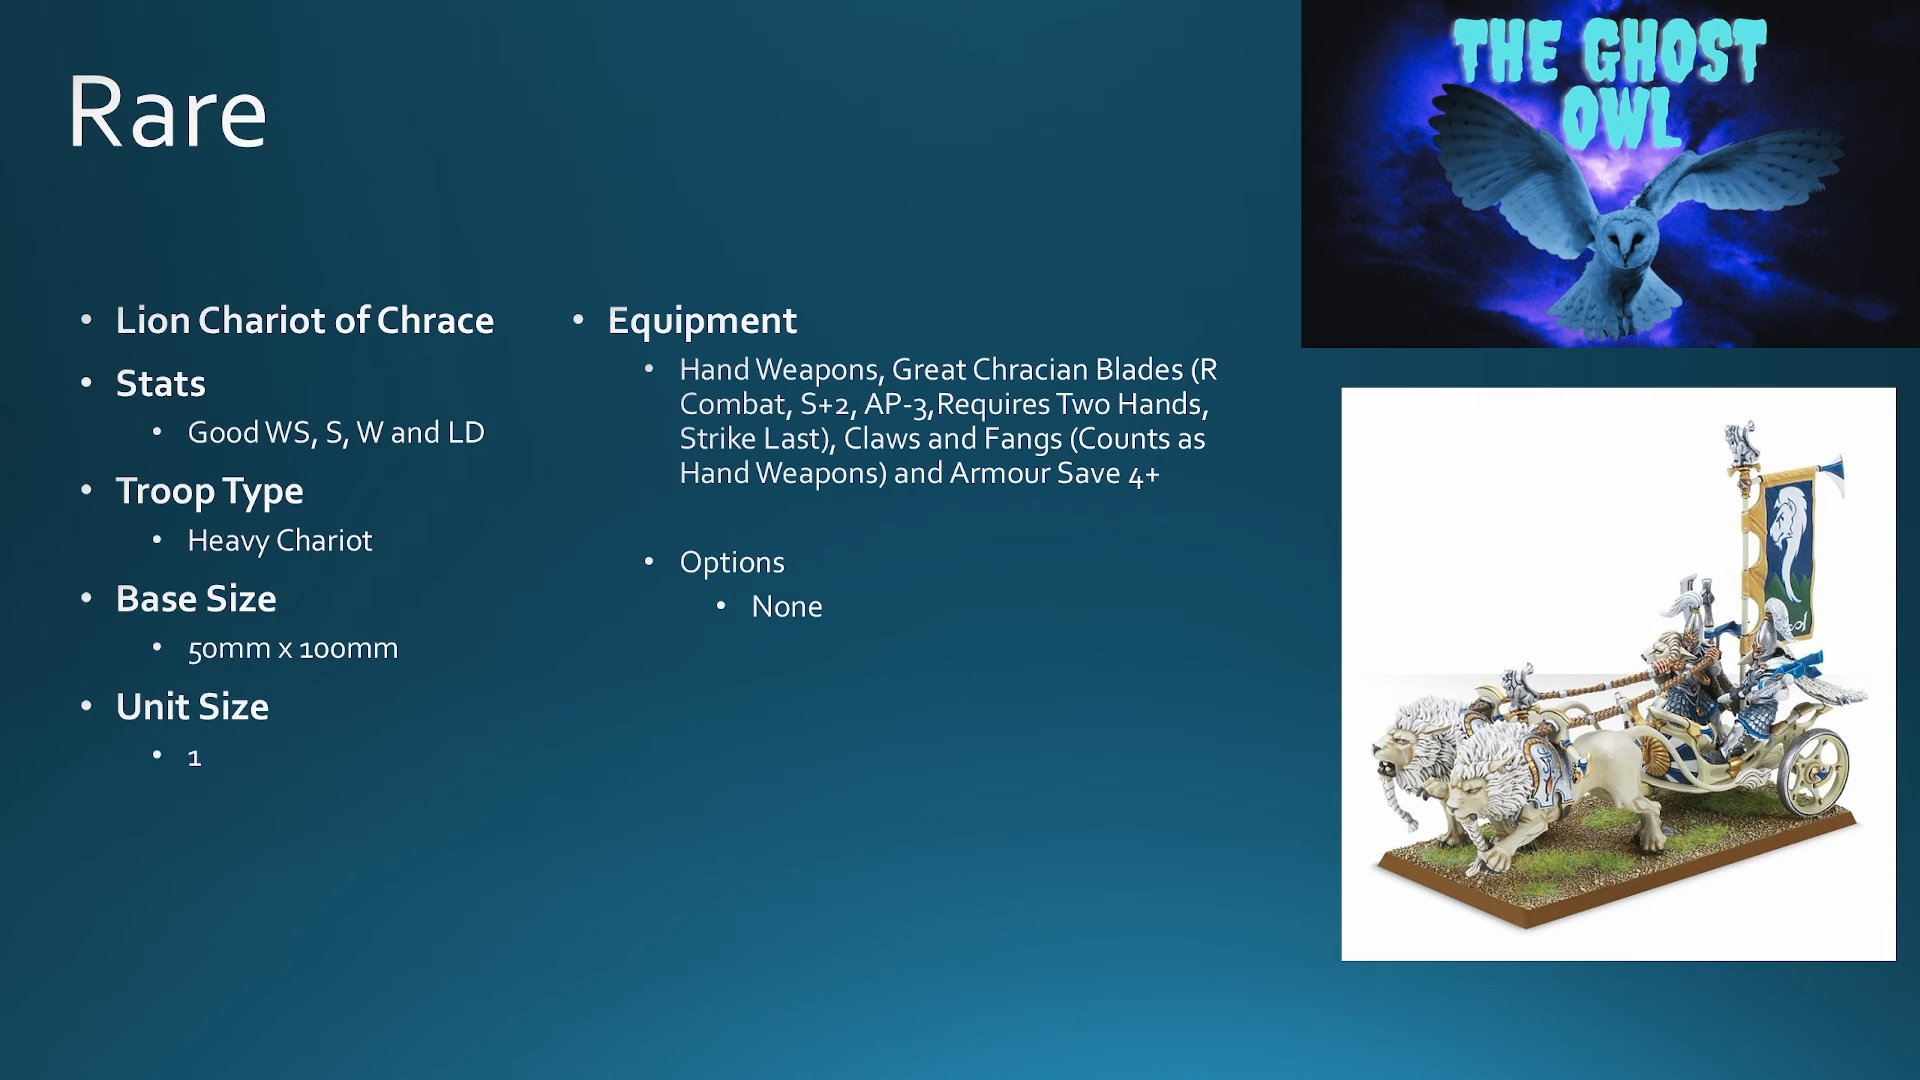 Rare
THE GHOST
OWL
• Lion Chariot of Chrace
• Stats
• Good WS, S, W and LD
• Troop Type
• Heavy Chariot
• Base Size
• 50mm x 100mm
• Unit Size
• 1
• Equipment
• Hand Weapons, Great Chracian Blades (R
Combat, S+2, AP-3,Requires Two Hands,
Strike Last), Claws and Fangs (Counts as
Hand Weapons) and Armour Save 4+
• Options
• None